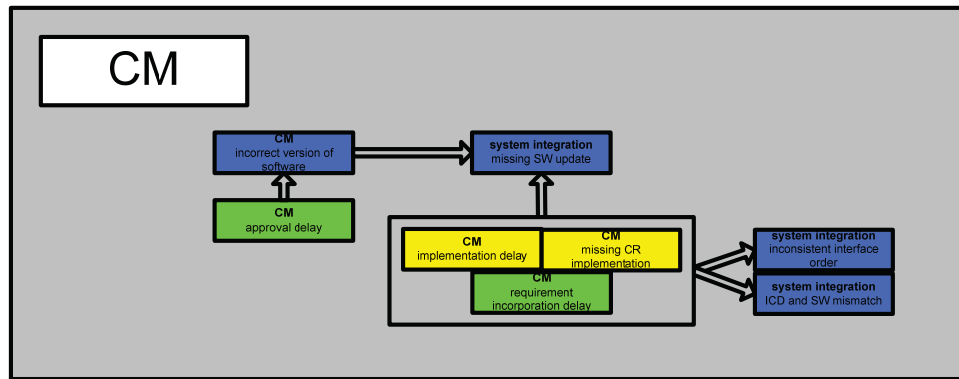 CM
CM
incorrect version of
software
system integration
missing SW update
CM
approval delay
CM
implementation delay
CM
missing CR
implementation
CM
requirement
incorporation delay
system integration
inconsistent interface
order
system integration
ICD and SW mismatch